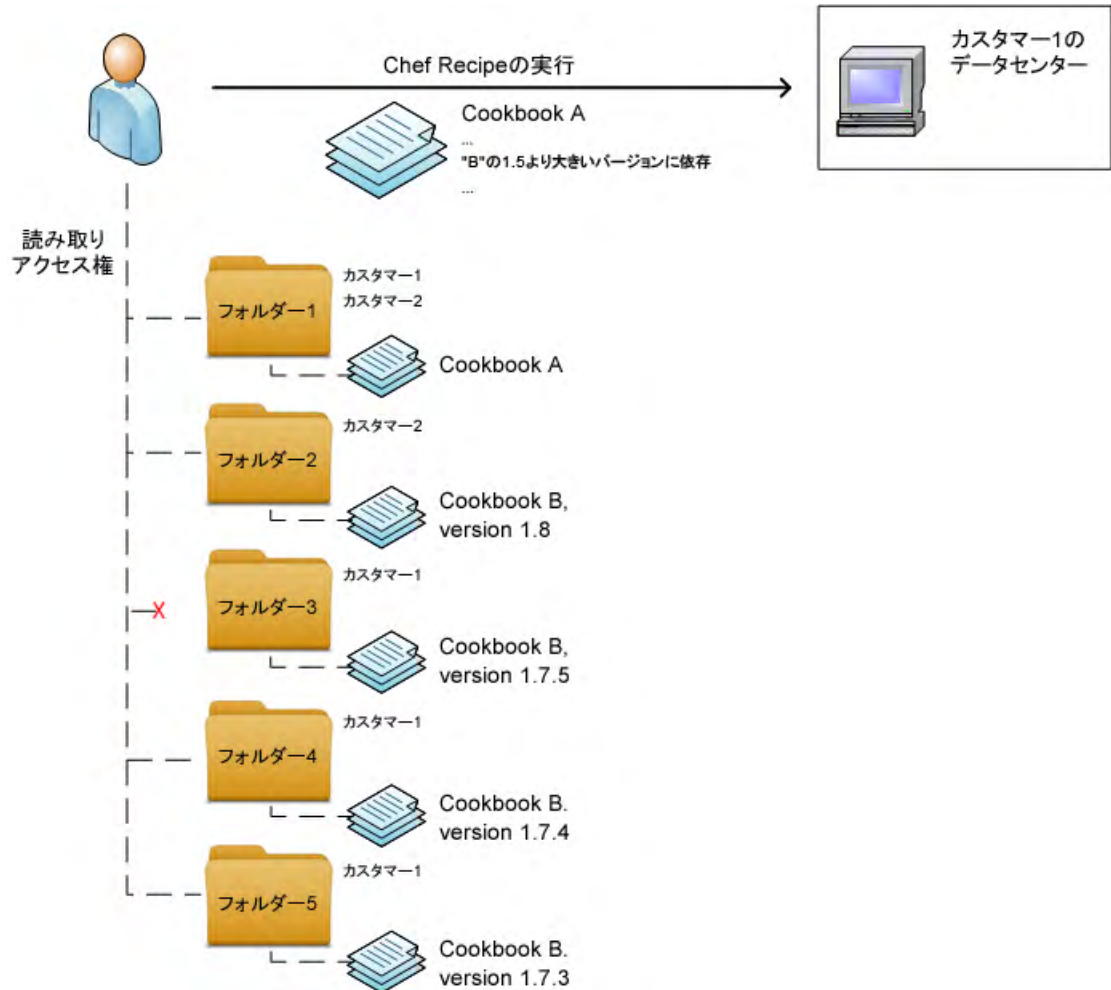 Chef Recipeの実行
カスタマー1の
データセンター
Cookbook A
...
"B"の1.5より大きいバージョンに依存
...
読み取り
アクセス権
フォルダー1
カスタマー1
カスタマー2
Cookbook A
フォルダー2
カスタマー2
Cookbook B,
version 1.8
X
フォルダー3
カスタマー1
Cookbook B,
version 1.7.5
フォルダー4
カスタマー1
Cookbook B.
version 1.7.4
フォルダー5
カスタマー1
Cookbook B.
version 1.7.3